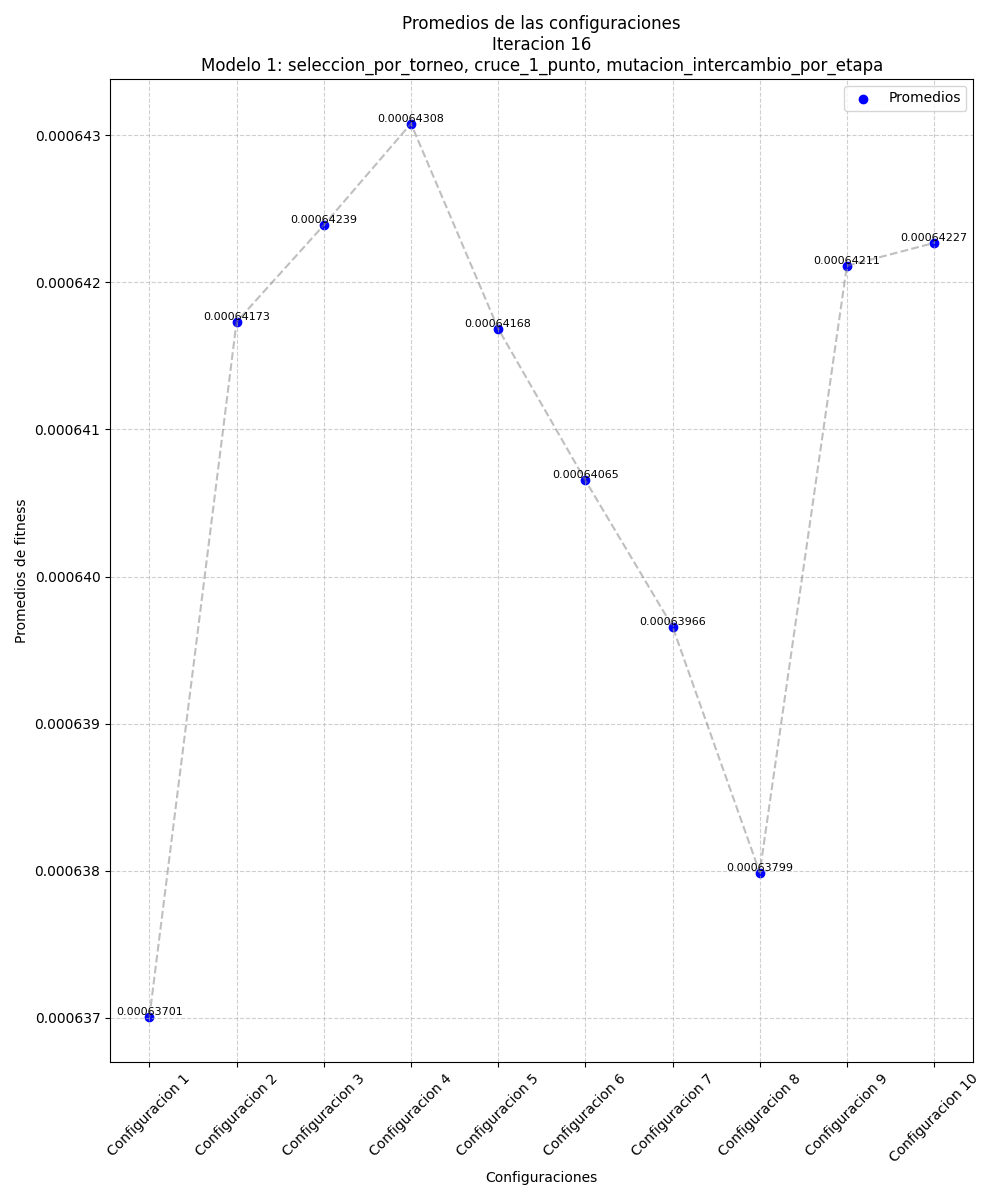 Promedios de las configuraciones
Iteracion 16
Modelo 1: seleccion_por_torneo, cruce_1_punto, mutacion_intercambio_por_etapa
Promedios
0.000643
0.000642
0.000641
0.000640
0.000639
0.000638
0.000637
Promedios de fitness
0.00063701
0.00064173
0.00064239
0.00064308
0.00064168
0.00064065
0.00063966
0.00063799
0.00064211
0.00064227
Configuracion 1
Configuracion 2
Configuracion 3
Configuracion 4
Configuracion 5
Configuracion 6
Configuracion 7
Configuracion 8
Configuracion 9
Configuracion 10
Configuraciones